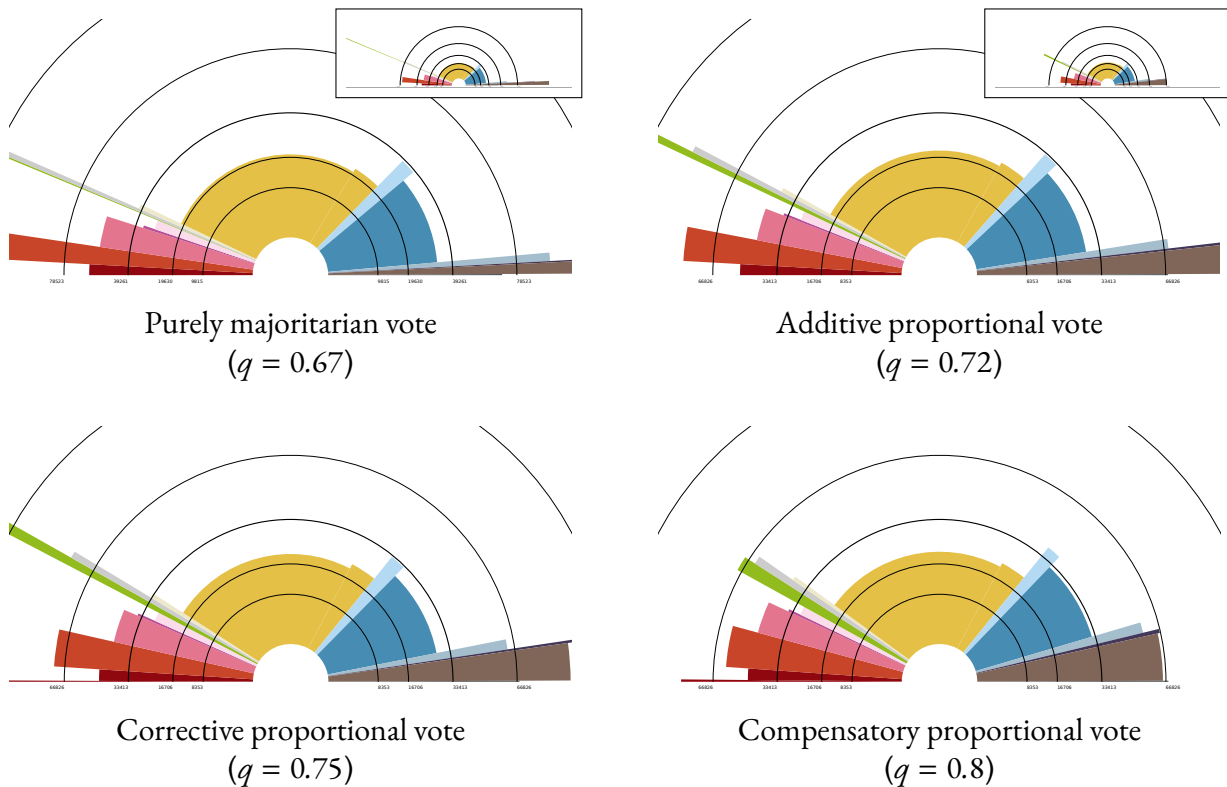 78523 39261 19630 9815 9815 19630 39261 78523
66826 33413 16706 8353 8353 16706 33413 66826
Purely majoritarian vote
(q = 0.67)
Additive proportional vote
(q = 0.72)
66826 33413 16706 8353 8353 16706 33413 66826
66826 33413 16706 8353 8353 16706 33413 66826
Corrective proportional vote
(q = 0.75)
Compensatory proportional vote
(q = 0.8)